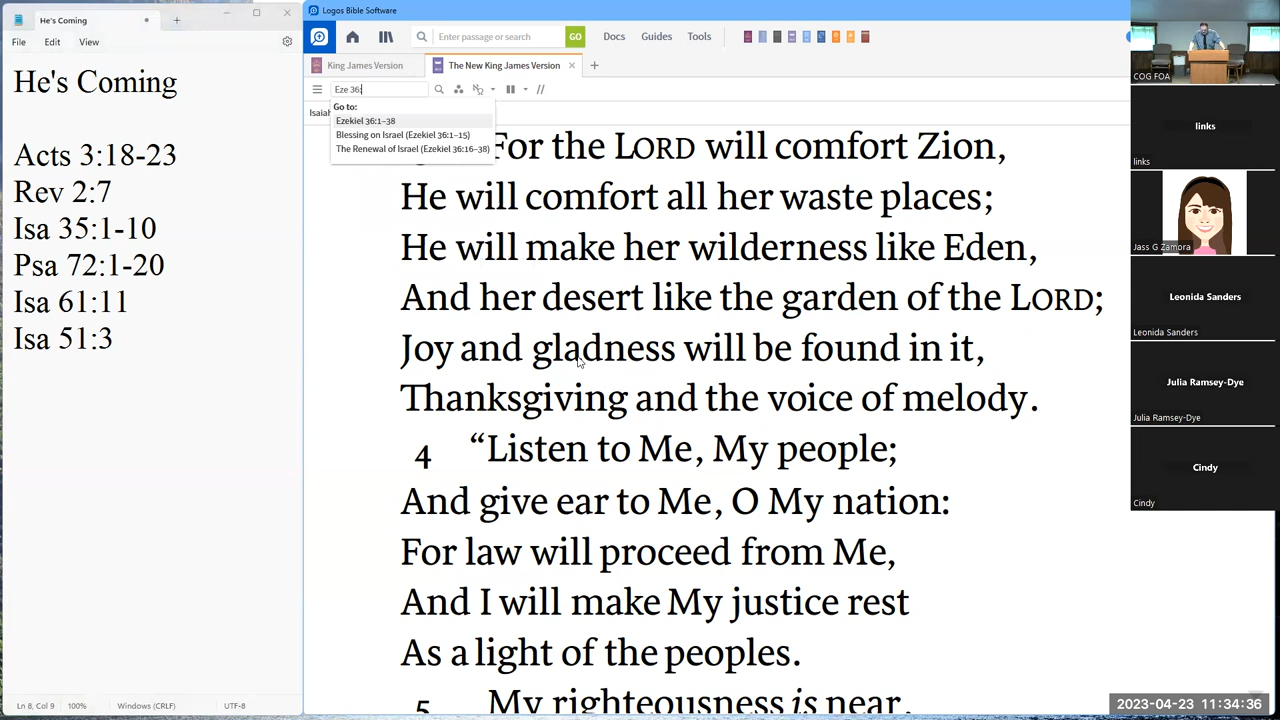 He's Coming
File Edit View
He's Coming
Acts 3:18-23
Rev 2:7
Isa 35:1-10
Psa 72:1-20
Isa 61:11
Isa 51:3
Ln 8, Col 9 100% Windows (CRLF) UTF-8
Logos Bible Software
Enter passage or search GO Docs Guides Tools
King James Version The New King James Version
Eze 36:
Go to:
Ezekiel 36:1–38
Blessing on Israel (Ezekiel 36:1–15)
The Renewal of Israel (Ezekiel 36:16–38)
Isaiah
For the LORD will comfort Zion,
He will comfort all her waste places;
He will make her wilderness like Eden,
And her desert like the garden of the LORD;
Joy and gladness will be found in it,
Thanksgiving and the voice of melody.
4 “Listen to Me, My people;
And give ear to Me, O My nation:
For law will proceed from Me,
And I will make My justice rest
As a light of the peoples.
5 My righteousness is near,
COG FOA
links
links
Jass G Zamora
Leonida Sanders
Leonida Sanders
Julia Ramsey-Dye
Julia Ramsey-Dye
Cindy
Cindy
2023-04-23 11:34:36